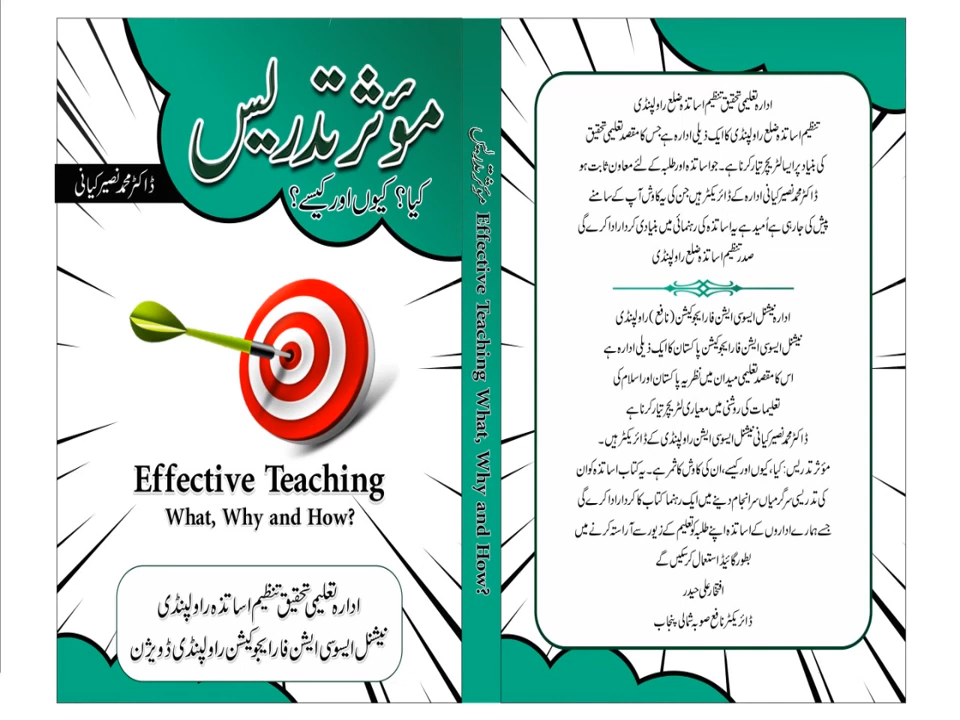 مؤثر تدریس
کیا؟ کیوں اور کیسے؟
ڈاکٹر محمد نصیر کیانی
Effective Teaching
What, Why and How?
ادارہ تعلیمی تحقیق تنظیم اساتذہ راولپنڈی
نیشنل ایسوسی ایشن فار ایجوکیشن راولپنڈی ڈویژن
مؤثر تدریس Effective Teaching What, Why and How?
ادارہ تعلیمی تحقیق تنظیم اساتذہ ضلع راولپنڈی
تنظیم اساتذہ ضلع راولپنڈی کا ایک ذیلی ادارہ ہے جس کا مقصد تعلیمی تحقیق
کی بنیاد پر ایسا لٹریچر تیار کرنا ہے۔ جو اساتذہ اور طلبہ کے لئے معاون ثابت ہو
ڈاکٹر محمد نصیر کیانی ادارہ کے ڈائریکٹر ہیں جن کی یہ کاوش آپ کے سامنے
پیش کی جا رہی ہے اُمید ہے یہ اساتذہ کی رہنمائی میں بنیادی کردار ادا کرے گی
صدر تنظیم اساتذہ ضلع راولپنڈی
ادارہ نیشنل ایسوسی ایشن فار ایجوکیشن (نافع) راولپنڈی
نیشنل ایسوسی ایشن فار ایجوکیشن پاکستان کا ایک ذیلی ادارہ ہے
اس کا مقصد تعلیمی میدان میں نظریہ پاکستان اور اسلام کی
تعلیمات کی روشنی میں معیاری لٹریچر تیار کرنا ہے
ڈاکٹر محمد نصیر کیانی نیشنل ایسوسی ایشن راولپنڈی کے ڈائریکٹر ہیں۔
مؤثر تدریس: کیا، کیوں اور کیسے، ان کی کاوش کا ثمر ہے۔ یہ کتاب اساتذہ کو ان
کی تدریسی سرگرمیاں سرانجام دینے میں ایک رہنما کتاب کا کردار ادا کرے گی
جسے ہمارے اداروں کے اساتذہ اپنے طلبہ کو تعلیم کے زیور سے آراستہ کرنے میں
بطور گائیڈ استعمال کر سکیں گے
افتخار علی حیدر
ڈائریکٹر نافع صوبہ شمالی پنجاب